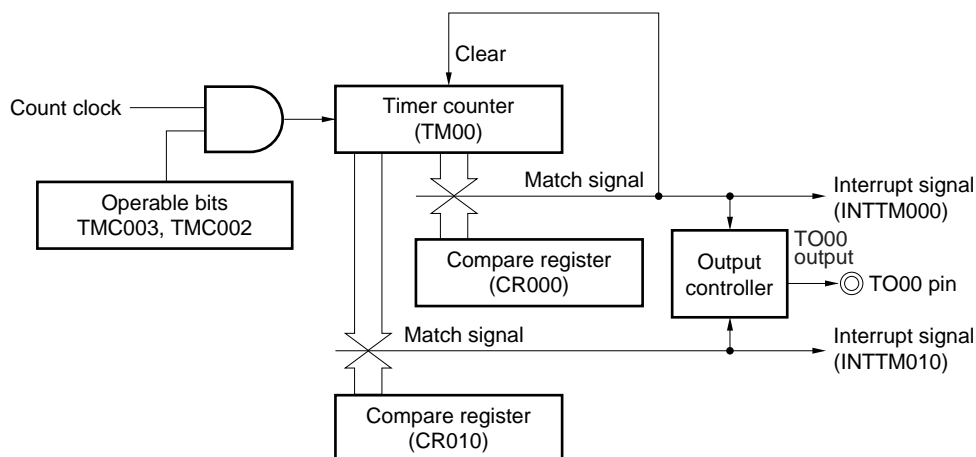 Clear
Count clock
Timer counter
(TM00)
Operable bits
TMC003, TMC002
Match signal
Interrupt signal
(INTTM000)
Compare register
(CR000)
Output
controller
TO00
output
TO00 pin
Match signal
Interrupt signal
(INTTM010)
Compare register
(CR010)